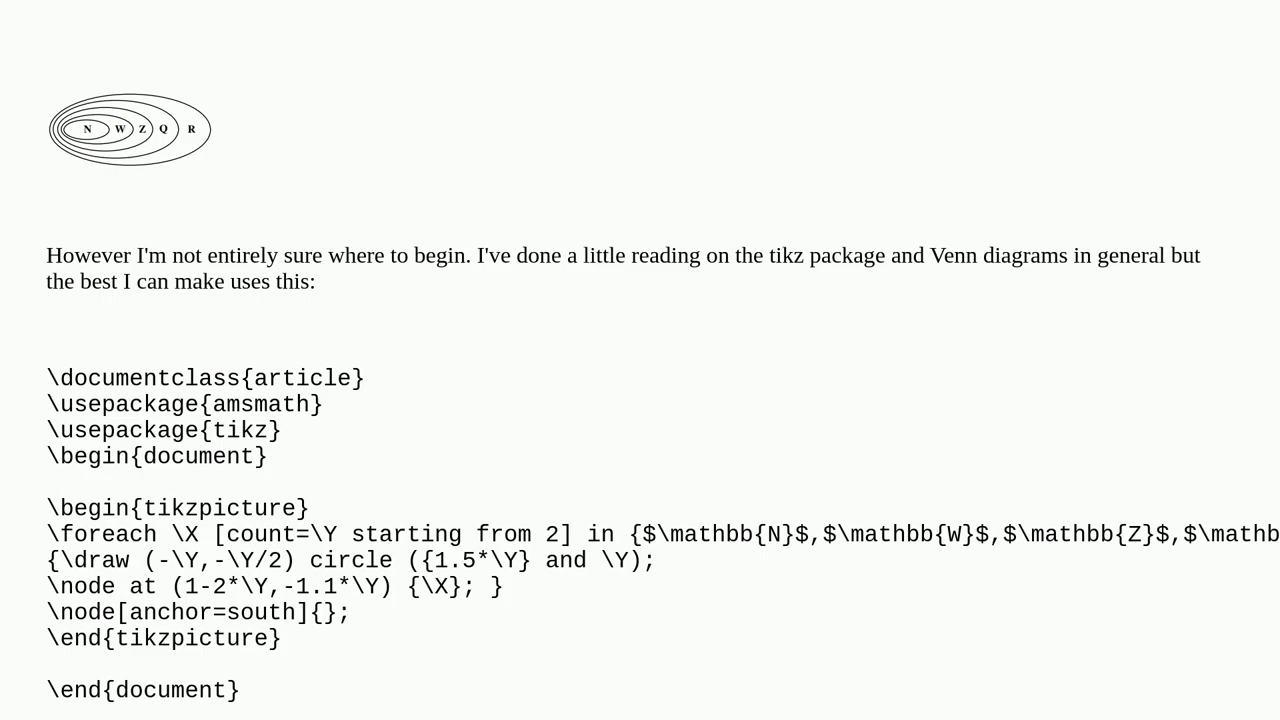 N W Z Q R
However I'm not entirely sure where to begin. I've done a little reading on the tikz package and Venn diagrams in general but
the best I can make uses this:
\documentclass{article}
\usepackage{amsmath}
\usepackage{tikz}
\begin{document}
\begin{tikzpicture}
\foreach \X [count=\Y starting from 2] in {$\mathbb{N}$,$\mathbb{W}$,$\mathbb{Z}$,$\mathb
{\draw (-\Y,-\Y/2) circle ({1.5*\Y} and \Y);
\node at (1-2*\Y,-1.1*\Y) {\X}; }
\node[anchor=south]{};
\end{tikzpicture}
\end{document}